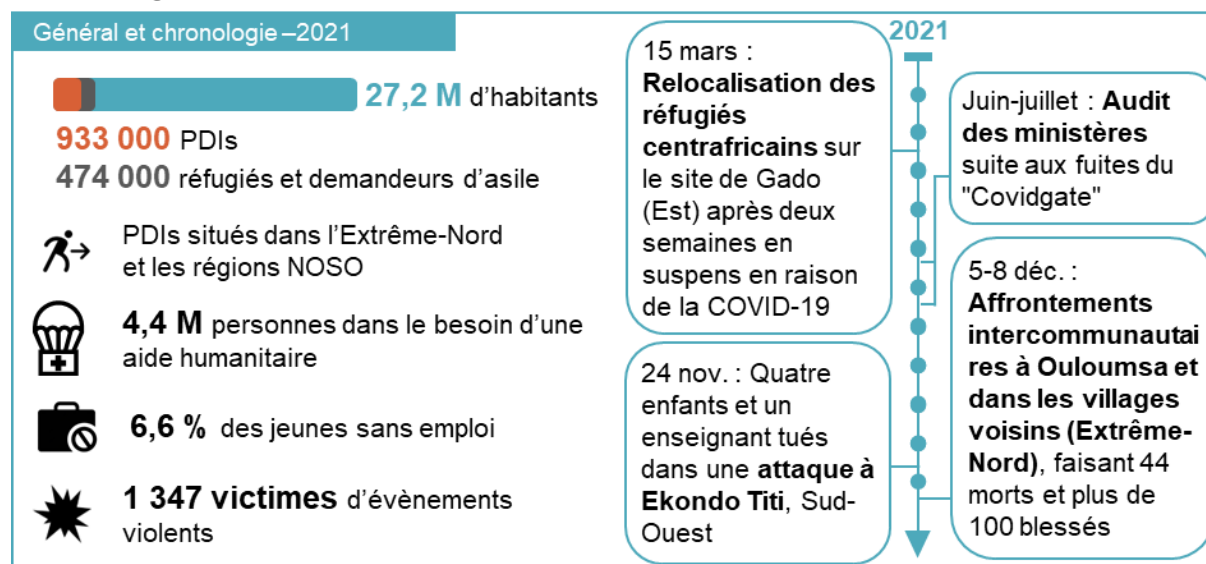 Général et chronologie –2021
27,2 M d'habitants
933 000 PDIs
474 000 réfugiés et demandeurs d'asile
PDIs situés dans l'Extrême-Nord
et les régions NOSO
4,4 M personnes dans le besoin d'une
aide humanitaire
6,6 % des jeunes sans emploi
1 347 victimes d'évènements
violents
2021
15 mars :
Relocalisation des
réfugiés
centrafricains sur
le site de Gado
(Est) après deux
semaines en
suspens en raison
de la COVID-19
Juin-juillet : Audit
des ministères
suite aux fuites du
"Covidgate"
24 nov. : Quatre
enfants et un
enseignant tués
dans une attaque à
Ekondo Titi, Sud-
Ouest
5-8 déc. :
Affrontements
intercommunautai
res à Ouloumsa et
dans les villages
voisins (Extrême-
Nord), faisant 44
morts et plus de
100 blessés